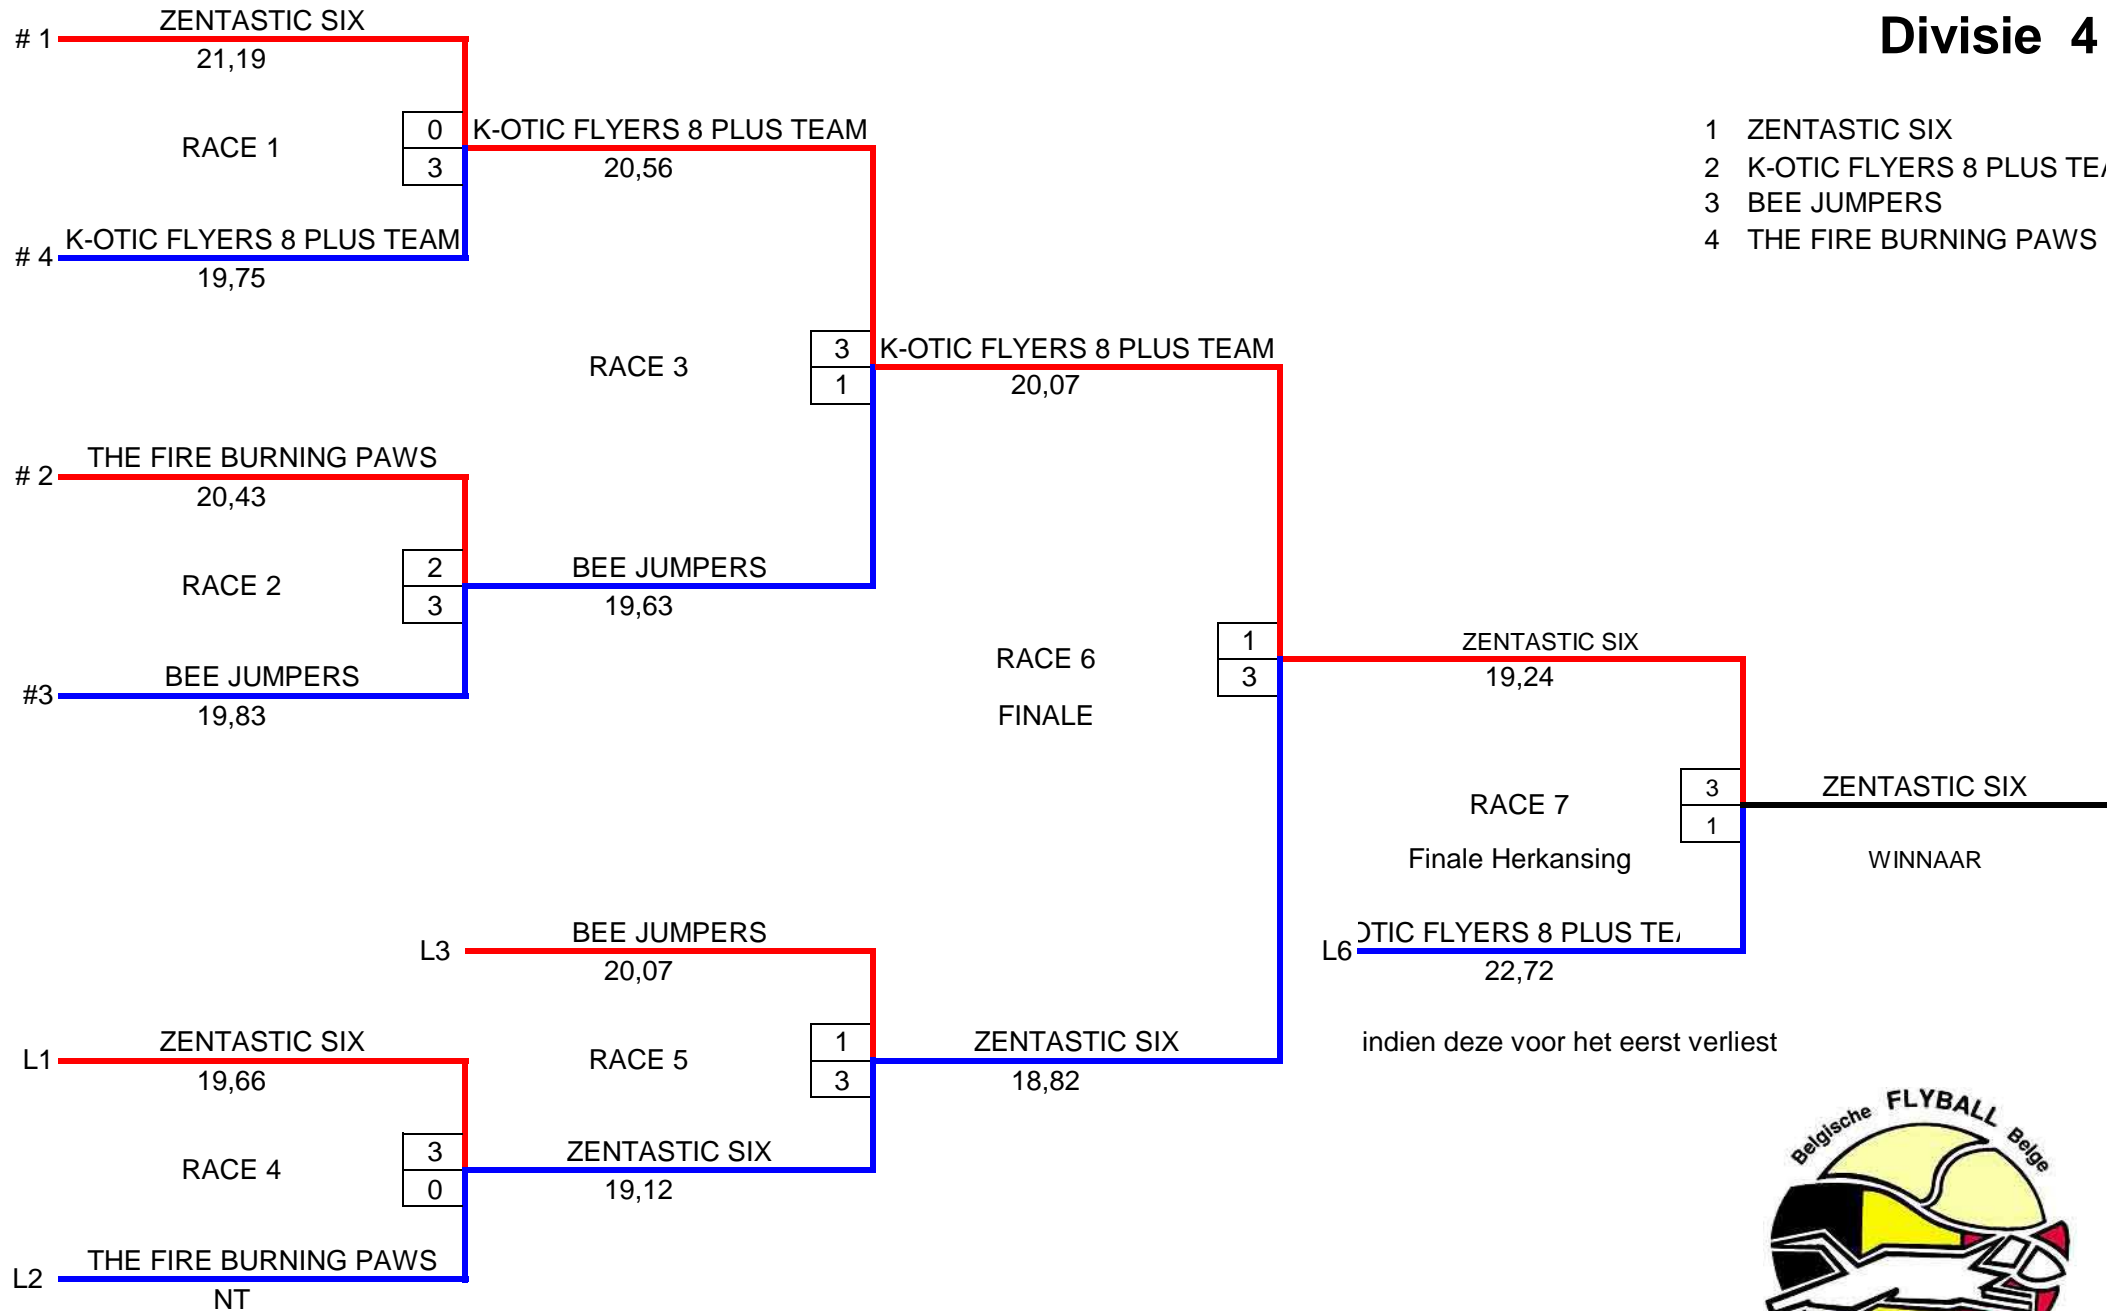 Divisie 4
1 ZENTASTIC SIX
2 K-OTIC FLYERS 8 PLUS TEA
3 BEE JUMPERS
4 THE FIRE BURNING PAWS
# 1
ZENTASTIC SIX
21,19
RACE 1
0
3
# 4
K-OTIC FLYERS 8 PLUS TEAM
19,75
K-OTIC FLYERS 8 PLUS TEAM
20,56
RACE 3
3
1
K-OTIC FLYERS 8 PLUS TEAM
20,07
# 2
THE FIRE BURNING PAWS
20,43
RACE 2
2
3
BEE JUMPERS
19,63
#3
BEE JUMPERS
19,83
RACE 6
1
3
FINALE
ZENTASTIC SIX
19,24
RACE 7
3
1
Finale Herkansing
ZENTASTIC SIX
WINNAAR
L6
OTIC FLYERS 8 PLUS TEA
22,72
indien deze voor het eerst verliest
L3
BEE JUMPERS
20,07
RACE 5
1
3
ZENTASTIC SIX
18,82
L1
ZENTASTIC SIX
19,66
RACE 4
3
0
ZENTASTIC SIX
19,12
L2
THE FIRE BURNING PAWS
NT
Belgische FLYBALL Belge